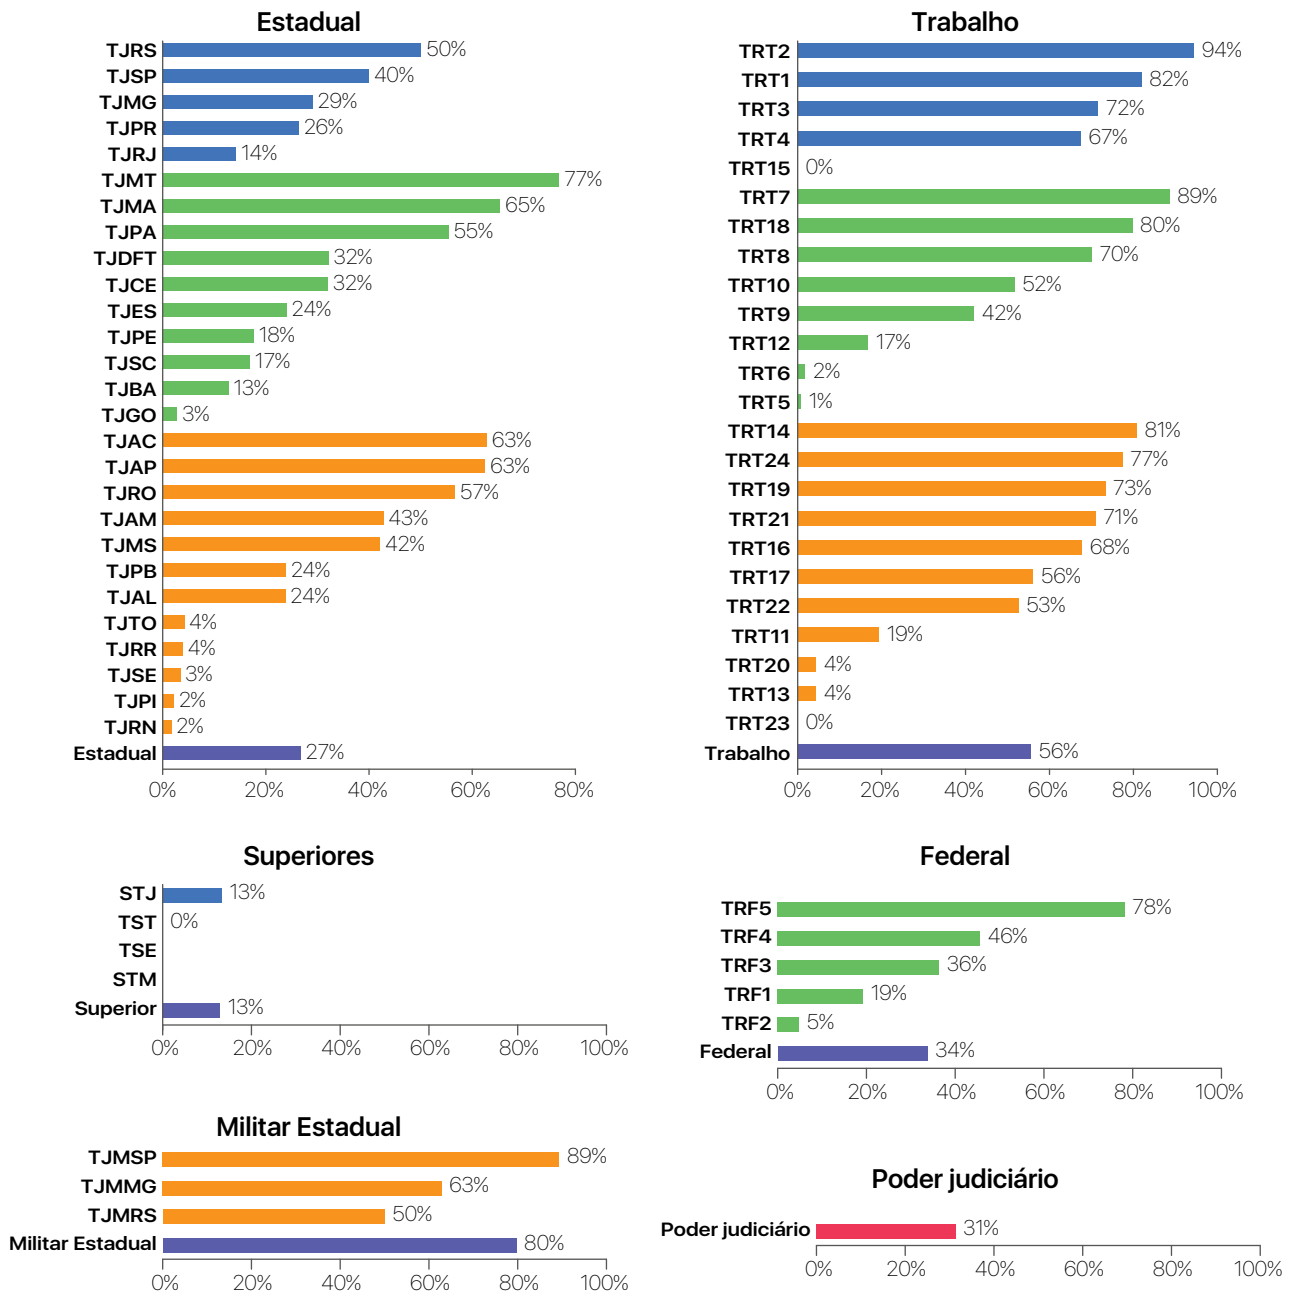 Estadual
TJRS 50%
TJSP 40%
TJMG 29%
TJPR 26%
TJRJ 14%
TJMT 77%
TJMA 65%
TJPA 55%
TJDFT 32%
TJCE 32%
TJES 24%
TJPE 18%
TJSC 17%
TJBA 13%
TJGO 3%
TJAC 63%
TJAP 63%
TJRO 57%
TJAM 43%
TJMS 42%
TJPB 24%
TJAL 24%
TJTO 4%
TJRR 4%
TJSE 3%
TJPI 2%
TJRN 2%
Estadual 27%
0% 20% 40% 60% 80%
Trabalho
TRT2 94%
TRT1 82%
TRT3 72%
TRT4 67%
TRT15 0%
TRT7 89%
TRT18 80%
TRT8 70%
TRT10 52%
TRT9 42%
TRT12 17%
TRT6 2%
TRT5 1%
TRT14 81%
TRT24 77%
TRT19 73%
TRT21 71%
TRT16 68%
TRT17 56%
TRT22 53%
TRT11 19%
TRT20 4%
TRT13 4%
TRT23 0%
Trabalho 56%
0% 20% 40% 60% 80% 100%
Superiores
STJ 13%
TST 0%
TSE
STM
Superior 13%
0% 20% 40% 60% 80% 100%
Federal
TRF5 78%
TRF4 46%
TRF3 36%
TRF1 19%
TRF2 5%
Federal 34%
0% 20% 40% 60% 80% 100%
Militar Estadual
TJMSP 89%
TJMMG 63%
TJMRS 50%
Militar Estadual 80%
0% 20% 40% 60% 80% 100%
Poder judiciário
Poder judiciário 31%
0% 20% 40% 60% 80% 100%